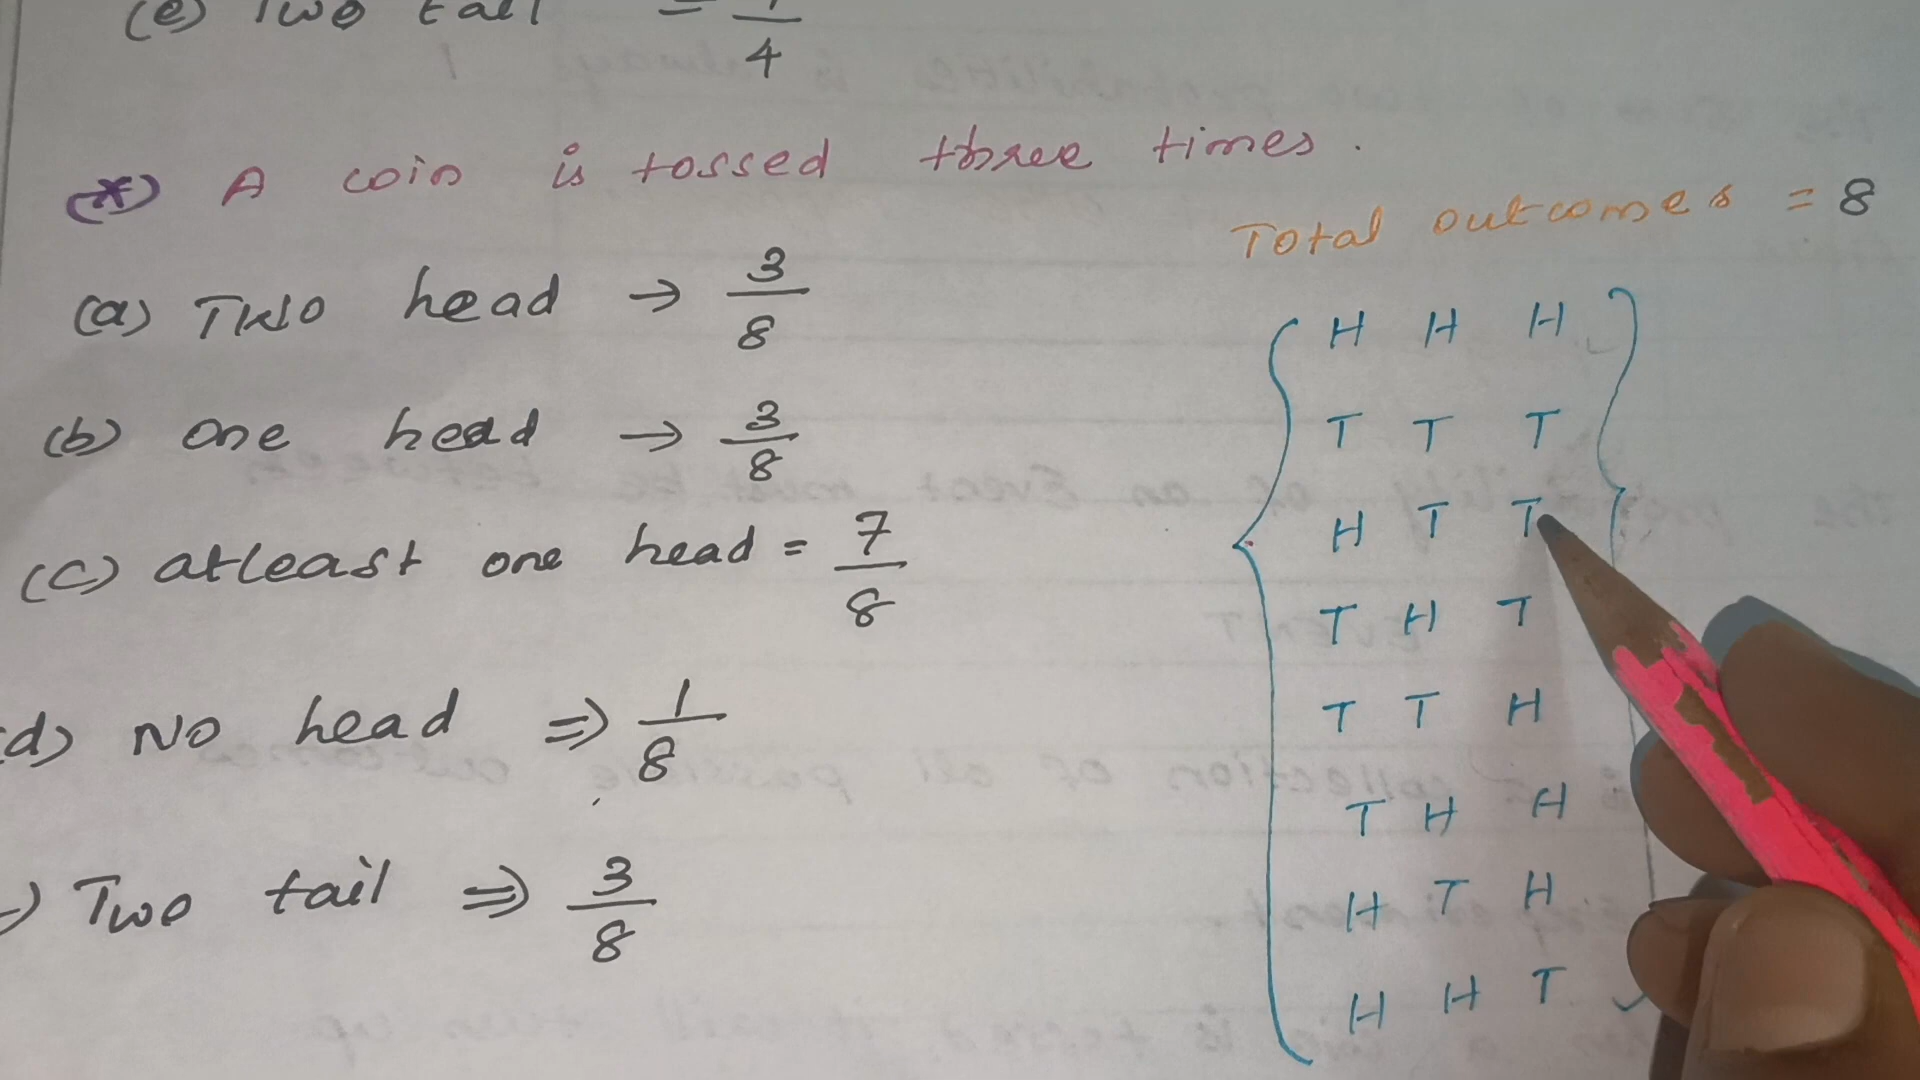 (e) Two tail = 1/4
(*) A coin is tossed three times.
Total outcomes = 8
(a) Two head → 3/8
(b) one head → 3/8
(c) atleast one head = 7/8
d) No head ⇒ 1/8
) Two tail ⇒ 3/8
H H H
T T T
H T T
T H T
T T H
T H H
H T H
H H T